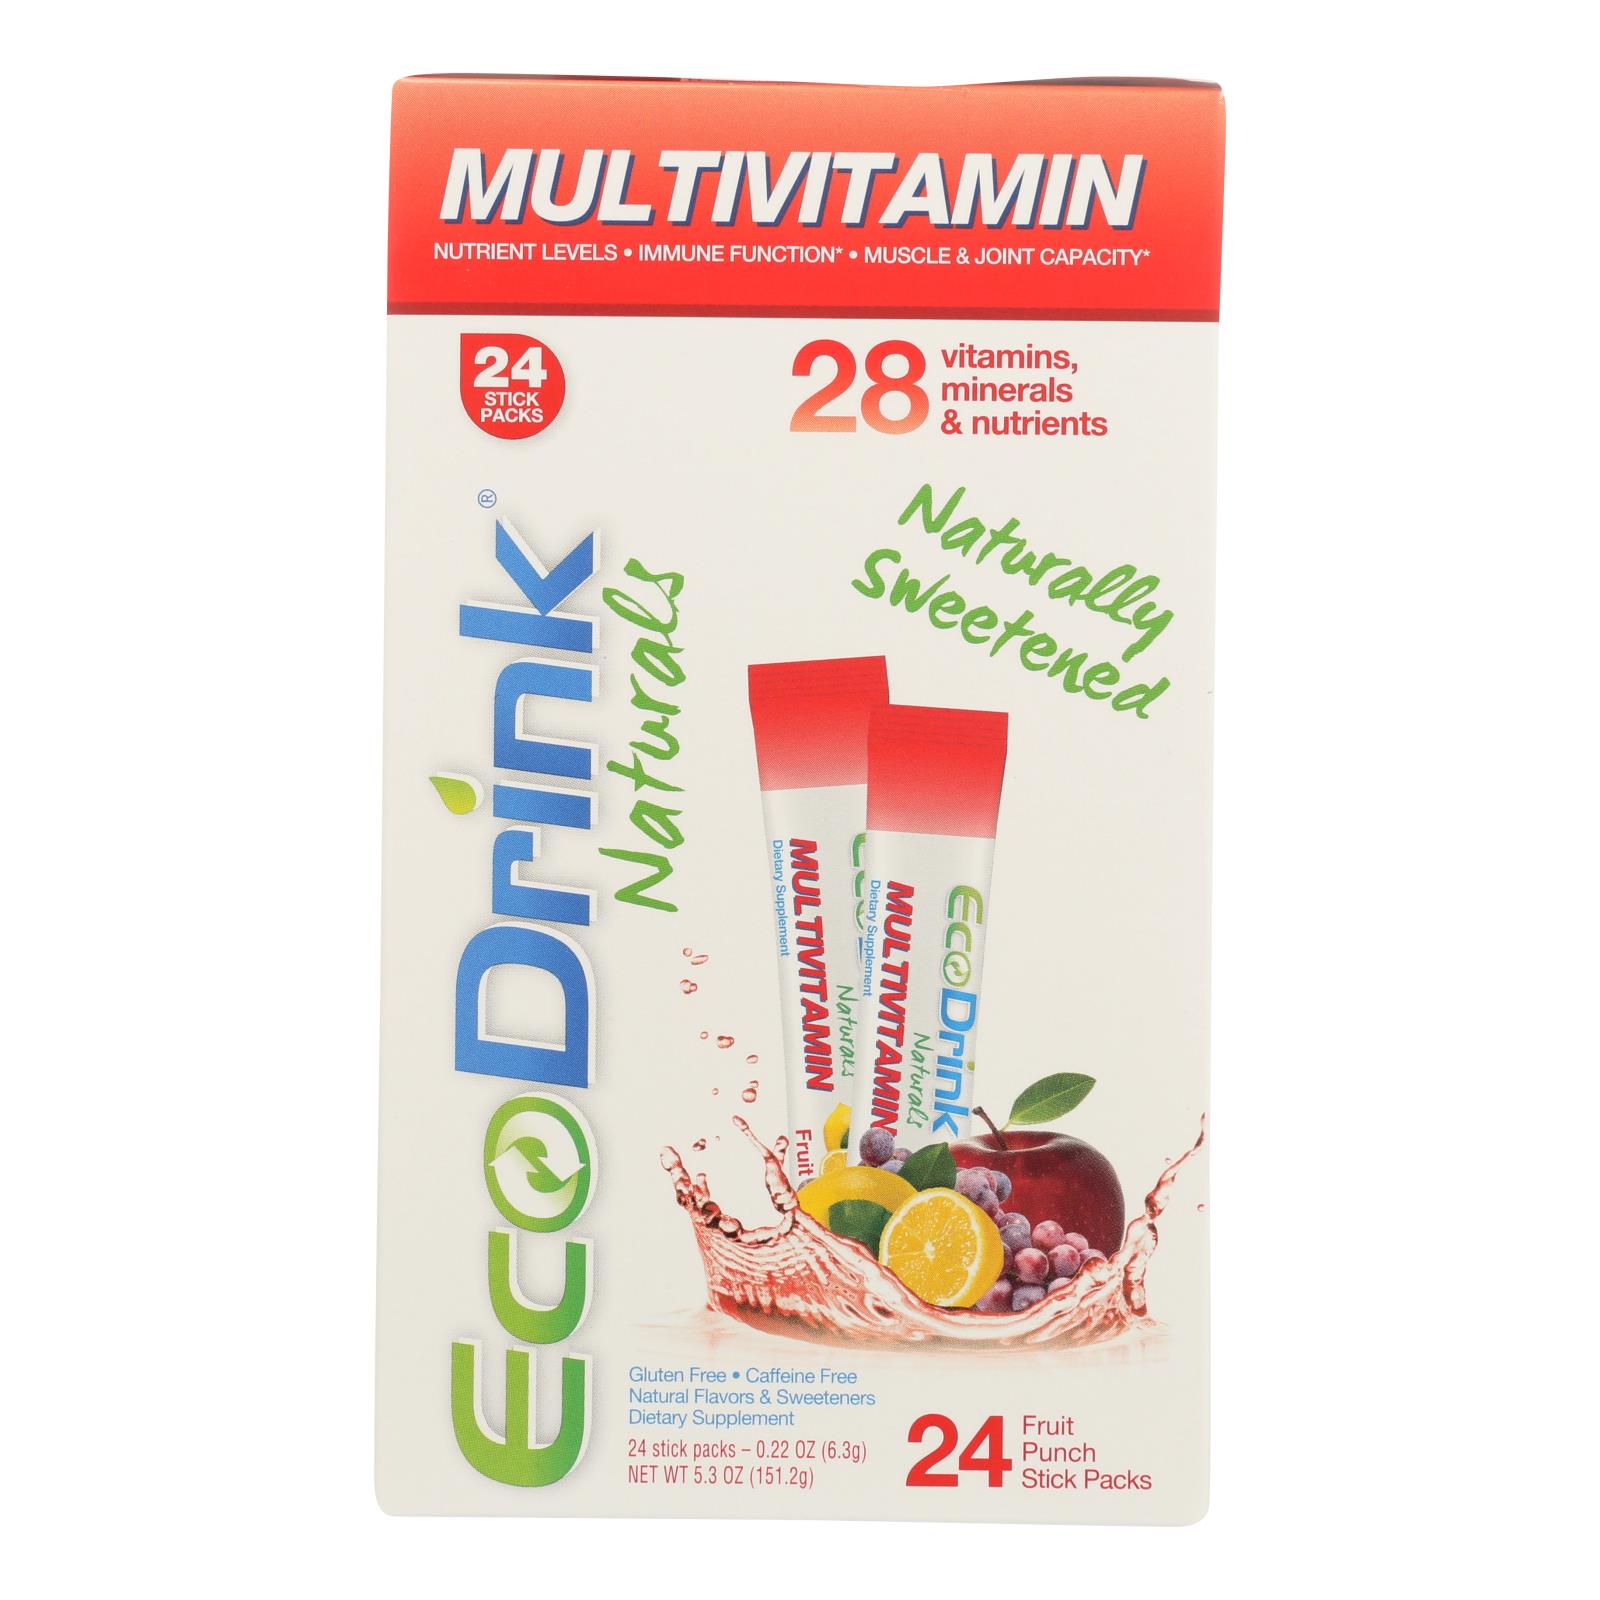 MULTIVITAMIN
NUTRIENT LEVELS • IMMUNE FUNCTION* • MUSCLE & JOINT CAPACITY*
24
STICK
PACKS
28
vitamins,
minerals
& nutrients
EcoDrink®
Naturals
Naturally
Sweetened
MULTIVITAMIN
Dietary Supplement
Naturals
Fruit
EcoDrink
Naturals
MULTIVITAMIN
Dietary Supplement
Gluten Free • Caffeine Free
Natural Flavors & Sweeteners
Dietary Supplement
24 stick packs – 0.22 OZ (6.3g)
NET WT 5.3 OZ (151.2g)
24
Fruit
Punch
Stick Packs